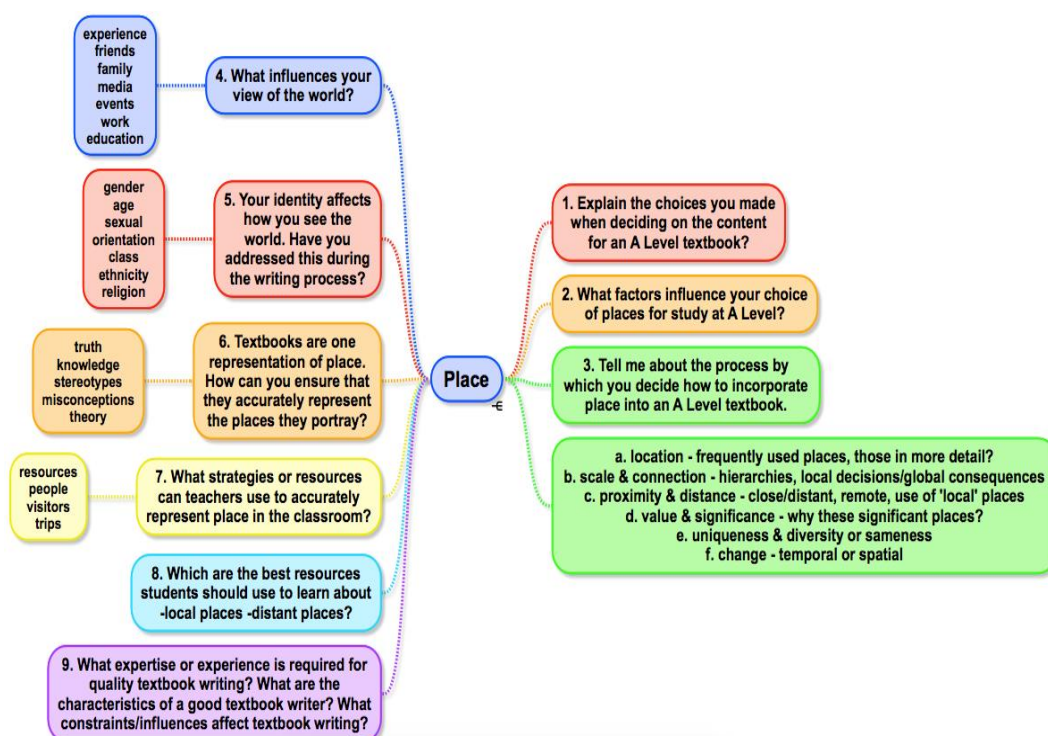 experience
friends
family
media
events
work
education
4. What influences your
view of the world?
gender
age
sexual
orientation
class
ethnicity
religion
5. Your identity affects
how you see the
world. Have you
addressed this during
the writing process?
truth
knowledge
stereotypes
misconceptions
theory
6. Textbooks are one
representation of place.
How can you ensure that
they accurately represent
the places they portray?
resources
people
visitors
trips
7. What strategies or resources
can teachers use to accurately
represent place in the classroom?
8. Which are the best resources
students should use to learn about
-local places -distant places?
9. What expertise or experience is required for
quality textbook writing? What are the
characteristics of a good textbook writer? What
constraints/influences affect textbook writing?
Place
1. Explain the choices you made
when deciding on the content
for an A Level textbook?
2. What factors influence your choice
of places for study at A Level?
3. Tell me about the process by
which you decide how to incorporate
place into an A Level textbook.
a. location - frequently used places, those in more detail?
b. scale & connection - hierarchies, local decisions/global consequences
c. proximity & distance - close/distant, remote, use of 'local' places
d. value & significance - why these significant places?
e. uniqueness & diversity or sameness
f. change - temporal or spatial